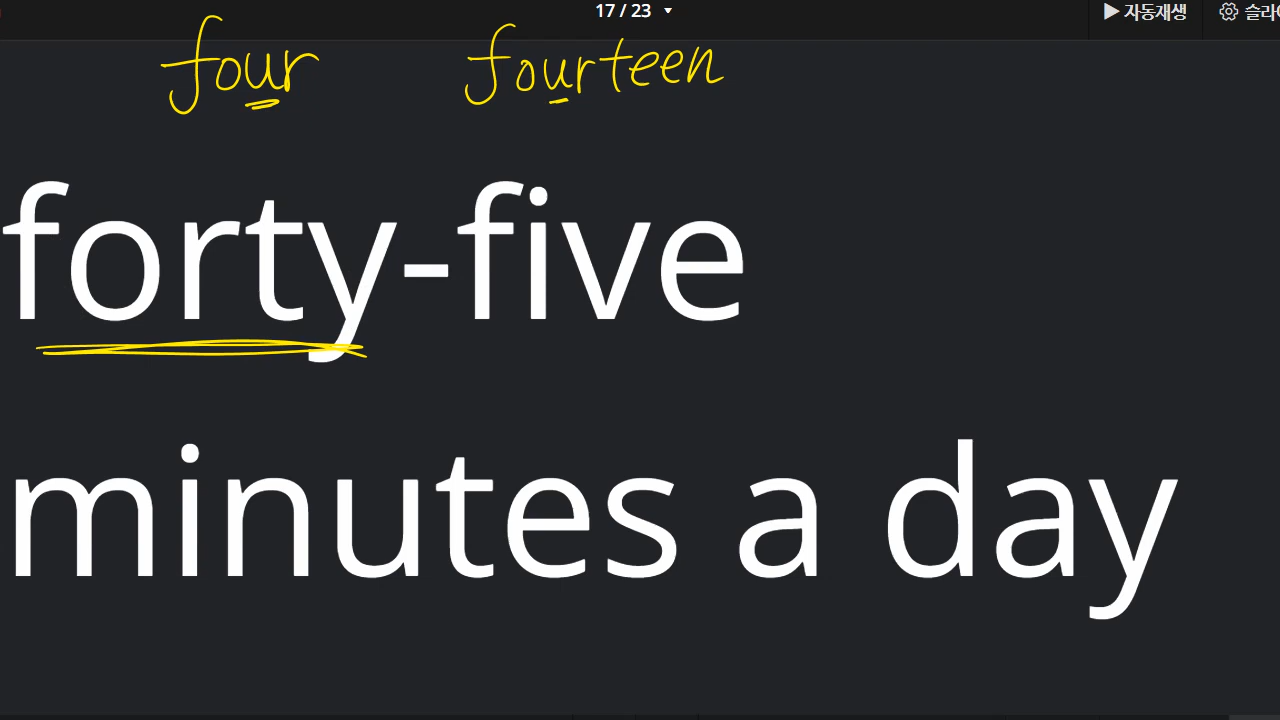 17 / 23 ▶ 자동재생
four fourteen
forty-five
minutes a day